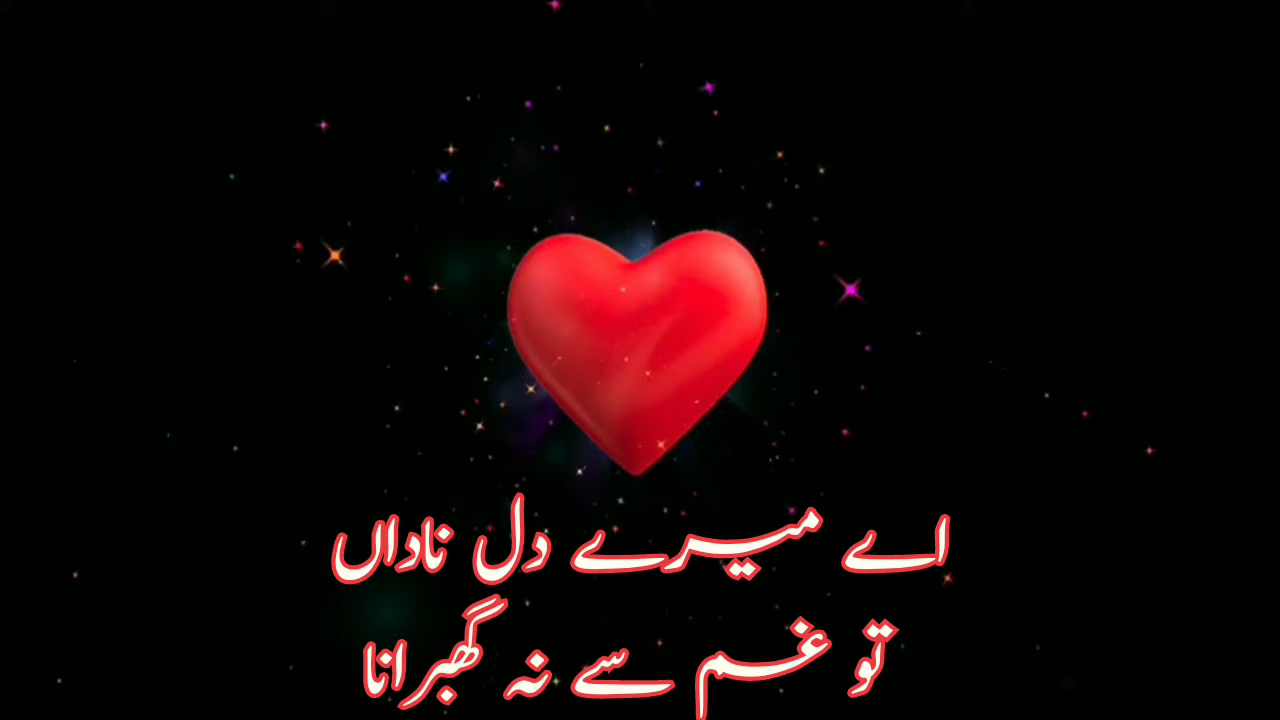 اے میرے دل ناداں
تو غم سے نہ گھبرانا